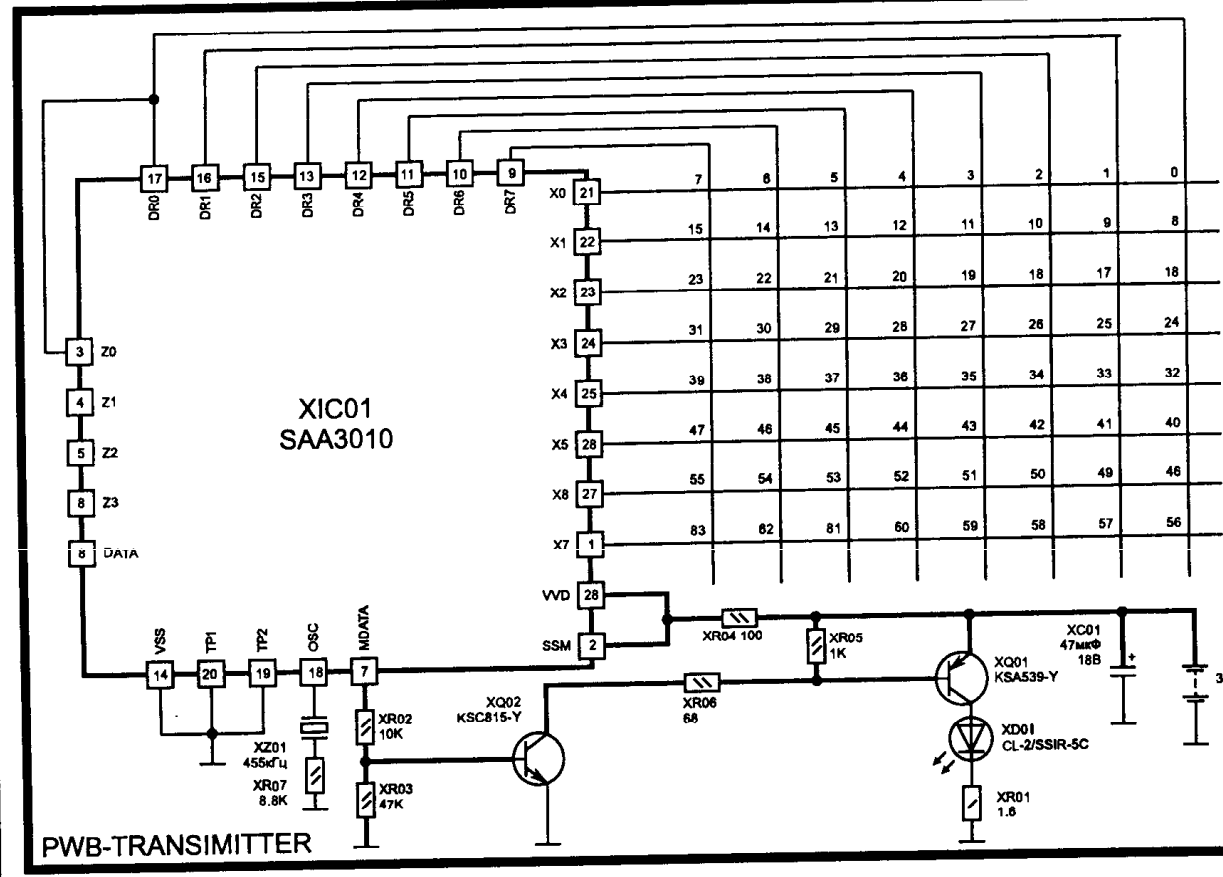 17 16 15 13 12 11 10 9
DR0 DR1 DR2 DR3 DR4 DR5 DR6 DR7
X0 21 7 6 5 4 3 2 1 0
X1 22 15 14 13 12 11 10 9 8
X2 23 23 22 21 20 19 18 17 18
X3 24 31 30 29 28 27 26 25 24
X4 25 39 38 37 36 35 34 33 32
X5 28 47 46 45 44 43 42 41 40
X8 27 55 54 53 52 51 50 49 46
X7 1 83 62 81 60 59 58 57 56
3 Z0
4 Z1
5 Z2
8 Z3
8 DATA
XIC01
SAA3010
VVD 28
SSM 2
VSS TP1 TP2 OSC MDATA
14 20 19 18 7
XR04 100
XR05
1K
XC01
47мкФ
18В
+
3
XQ01
KSA539-Y
XR06
68
XQ02
KSC815-Y
XR02
10K
XD01
CL-2/SSIR-5C
XZ01
455кГц
XR07
8.8K
XR03
47K
XR01
1.6
PWB-TRANSIMITTER